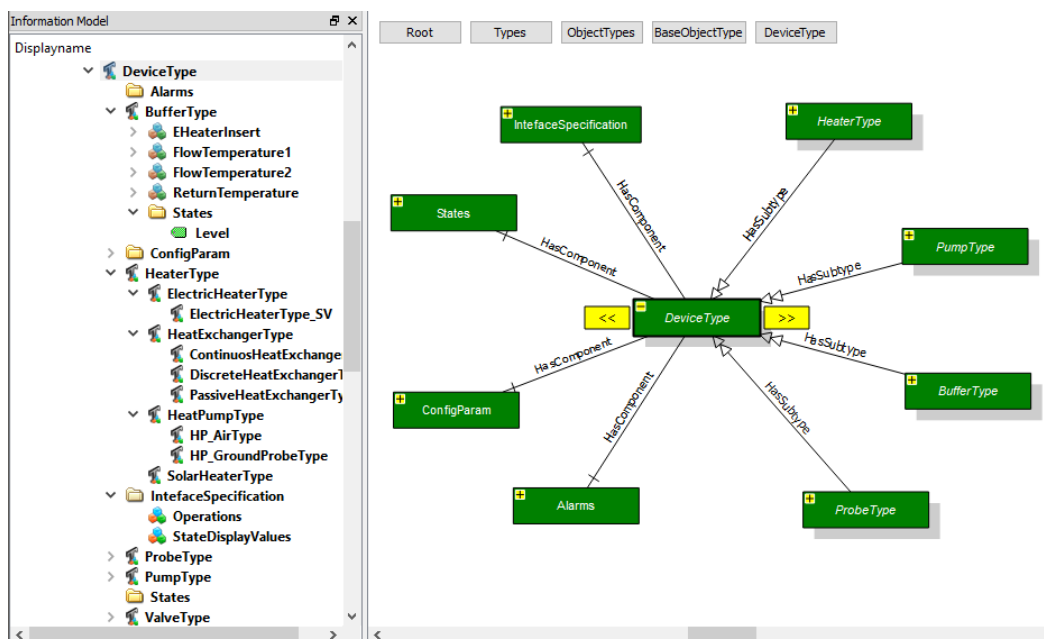 Information Model
Displayname
DeviceType
Alarms
BufferType
EHeaterInsert
FlowTemperature1
FlowTemperature2
ReturnTemperature
States
Level
ConfigParam
HeaterType
ElectricHeaterType
ElectricHeaterType_SV
HeatExchangerType
ContinuosHeatExchange
DiscreteHeatExchangerT
PassiveHeatExchangerTy
HeatPumpType
HP_AirType
HP_GroundProbeType
SolarHeaterType
IntefaceSpecification
Operations
StateDisplayValues
ProbeType
PumpType
States
ValveType
Root Types ObjectTypes BaseObjectType DeviceType
IntefaceSpecification
HeaterType
HasComponent
HasSubtype
States
HasComponent
PumpType
HasSubtype
<< DeviceType >>
HasComponent
HasSubtype
ConfigParam
BufferType
HasComponent
HasSubtype
Alarms
ProbeType